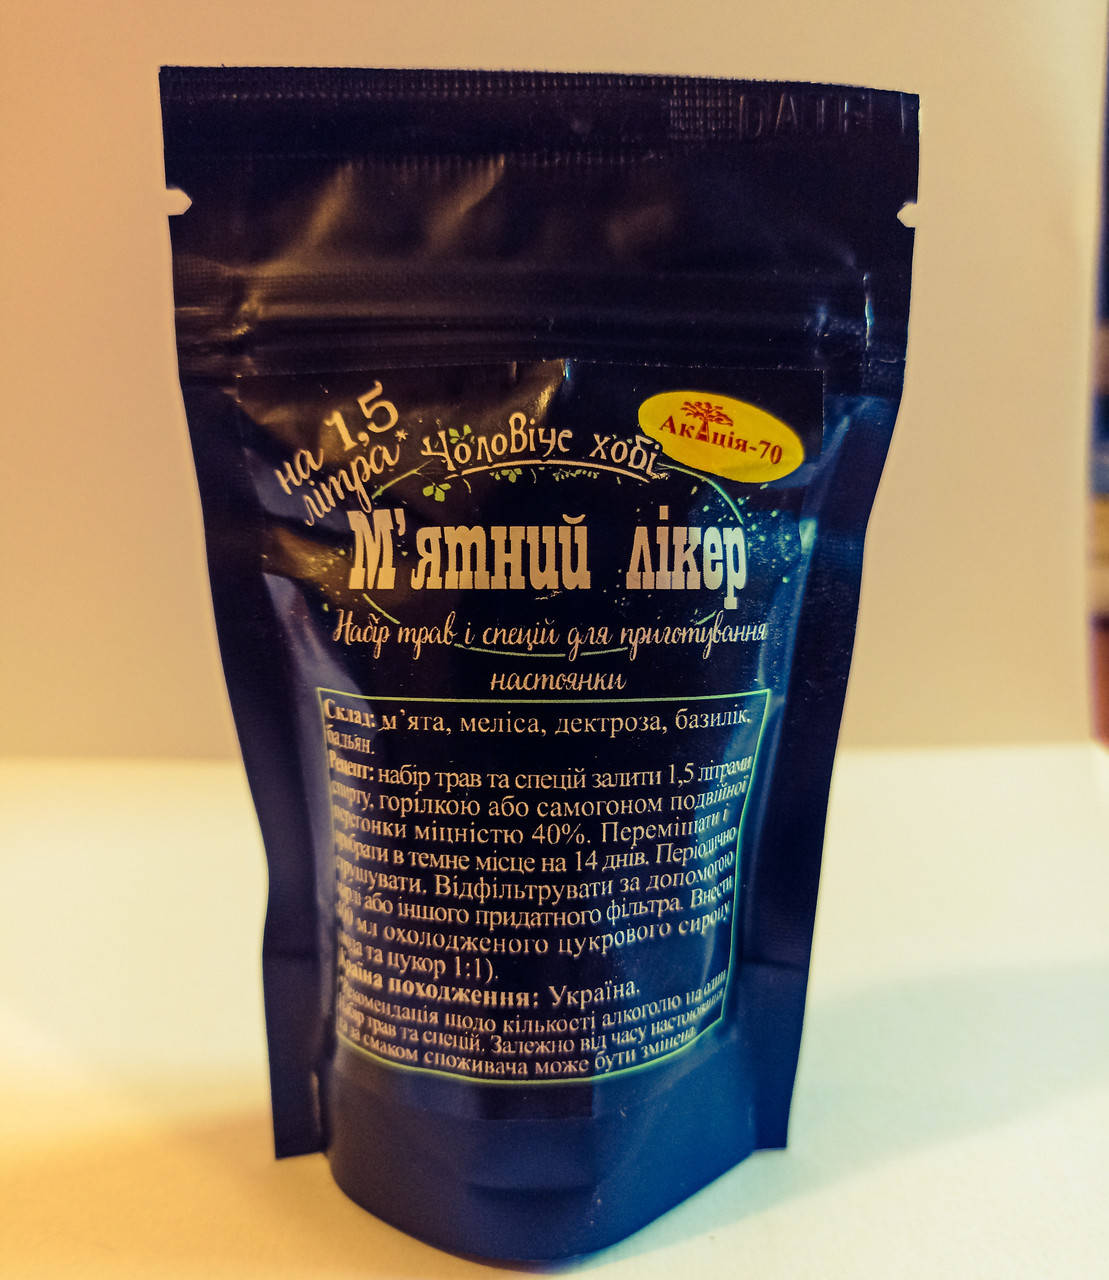 DATE
на 1,5
літра*
Чоловіче хобі
Акація-70
М'ятний лікер
Набір трав і спецій для приготування
настоянки
Склад: м'ята, меліса, дектроза, базилік,
бадьян.
Рецепт: набір трав та спецій залити 1,5 літрами
спирту, горілкою або самогоном подвійної
перегонки міцністю 40%. Перемішати і
прибрати в темне місце на 14 днів. Періодично
струшувати. Відфільтрувати за допомогою
марлі або іншого придатного фільтра. Внести
мл охолодженого цукрового сиропу
вода та цукор 1:1).
Країна походження: Україна.
*Рекомендація щодо кількості алкоголю на один
набір трав та спецій. Залежно від часу настоювання
та за смаком споживача може бути змінена.